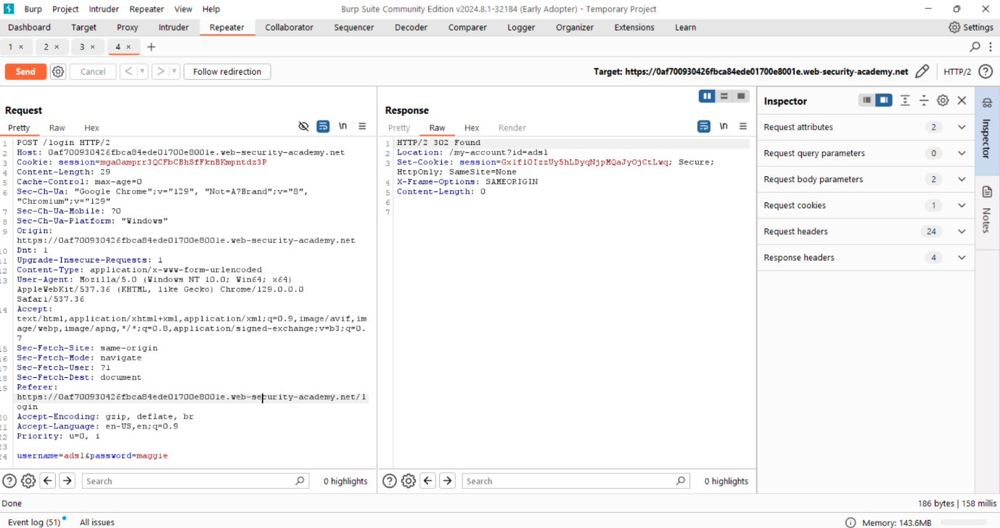 Burp Project Intruder Repeater View Help Burp Suite Community Edition v2024.8.1-32184 (Early Adopter) - Temporary Project
Dashboard Target Proxy Intruder Repeater Collaborator Sequencer Decoder Comparer Logger Organizer Extensions Learn Settings
1 × 2 × 3 × 4 × +
Send Cancel < > Follow redirection Target: https://0af700930426fbca84ede01700e8001e.web-security-academy.net HTTP/2 ?
Request
Pretty Raw Hex \n
1 POST /login HTTP/2
2 Host: 0af700930426fbca84ede01700e8001e.web-security-academy.net
3 Cookie: session=mga0amprr3QCFbCBhSfFknBKmpntdz3P
4 Content-Length: 29
5 Cache-Control: max-age=0
6 Sec-Ch-Ua: "Google Chrome";v="129", "Not=A?Brand";v="8",
"Chromium";v="129"
7 Sec-Ch-Ua-Mobile: ?0
8 Sec-Ch-Ua-Platform: "Windows"
9 Origin:
https://0af700930426fbca84ede01700e8001e.web-security-academy.net
10 Dnt: 1
11 Upgrade-Insecure-Requests: 1
12 Content-Type: application/x-www-form-urlencoded
13 User-Agent: Mozilla/5.0 (Windows NT 10.0; Win64; x64)
AppleWebKit/537.36 (KHTML, like Gecko) Chrome/129.0.0.0
Safari/537.36
14 Accept:
text/html,application/xhtml+xml,application/xml;q=0.9,image/avif,im
age/webp,image/apng,*/*;q=0.8,application/signed-exchange;v=b3;q=0.
7
15 Sec-Fetch-Site: same-origin
16 Sec-Fetch-Mode: navigate
17 Sec-Fetch-User: ?1
18 Sec-Fetch-Dest: document
19 Referer:
https://0af700930426fbca84ede01700e8001e.web-security-academy.net/l
ogin
20 Accept-Encoding: gzip, deflate, br
21 Accept-Language: en-US,en;q=0.9
22 Priority: u=0, i
23
24 username=adsl&password=maggie
? Search 0 highlights
Response
Pretty Raw Hex Render \n
1 HTTP/2 302 Found
2 Location: /my-account?id=adsl
3 Set-Cookie: session=Gx1f10IzzUy5hLDyqNjpMQaJyOjCtLwq; Secure;
HttpOnly; SameSite=None
4 X-Frame-Options: SAMEORIGIN
5 Content-Length: 0
6
7
? Search 0 highlights
Inspector
Request attributes 2
Request query parameters 0
Request body parameters 2
Request cookies 1
Request headers 24
Response headers 4
Inspector
Notes
Done 186 bytes | 158 millis
Event log (51) All issues Memory: 143.6MB